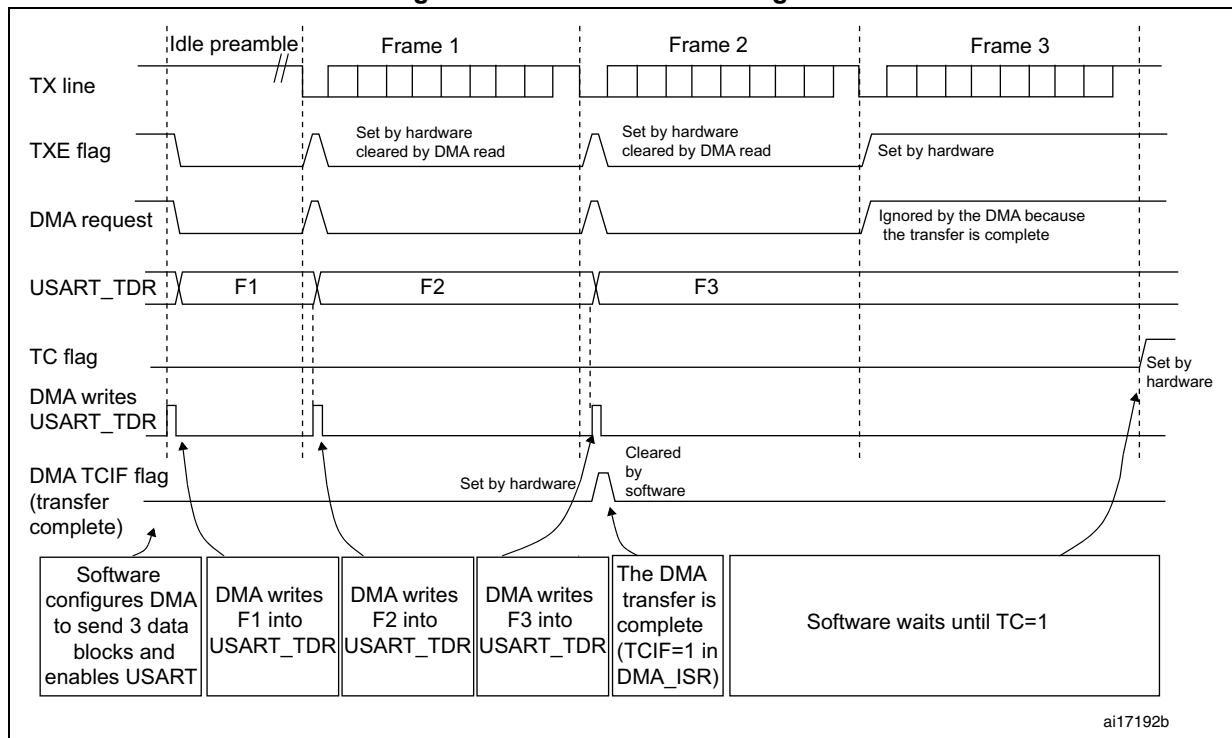 Idle preamble
Frame 1
Frame 2
Frame 3
TX line
TXE flag
Set by hardware
cleared by DMA read
Set by hardware
cleared by DMA read
Set by hardware
DMA request
Ignored by the DMA because
the transfer is complete
USART_TDR
F1
F2
F3
TC flag
Set by
hardware
DMA writes
USART_TDR
DMA TCIF flag
(transfer
complete)
Set by hardware
Cleared
by
software
Software
configures DMA
to send 3 data
blocks and
enables USART
DMA writes
F1 into
USART_TDR
DMA writes
F2 into
USART_TDR
DMA writes
F3 into
USART_TDR
The DMA
transfer is
complete
(TCIF=1 in
DMA_ISR)
Software waits until TC=1
ai17192b